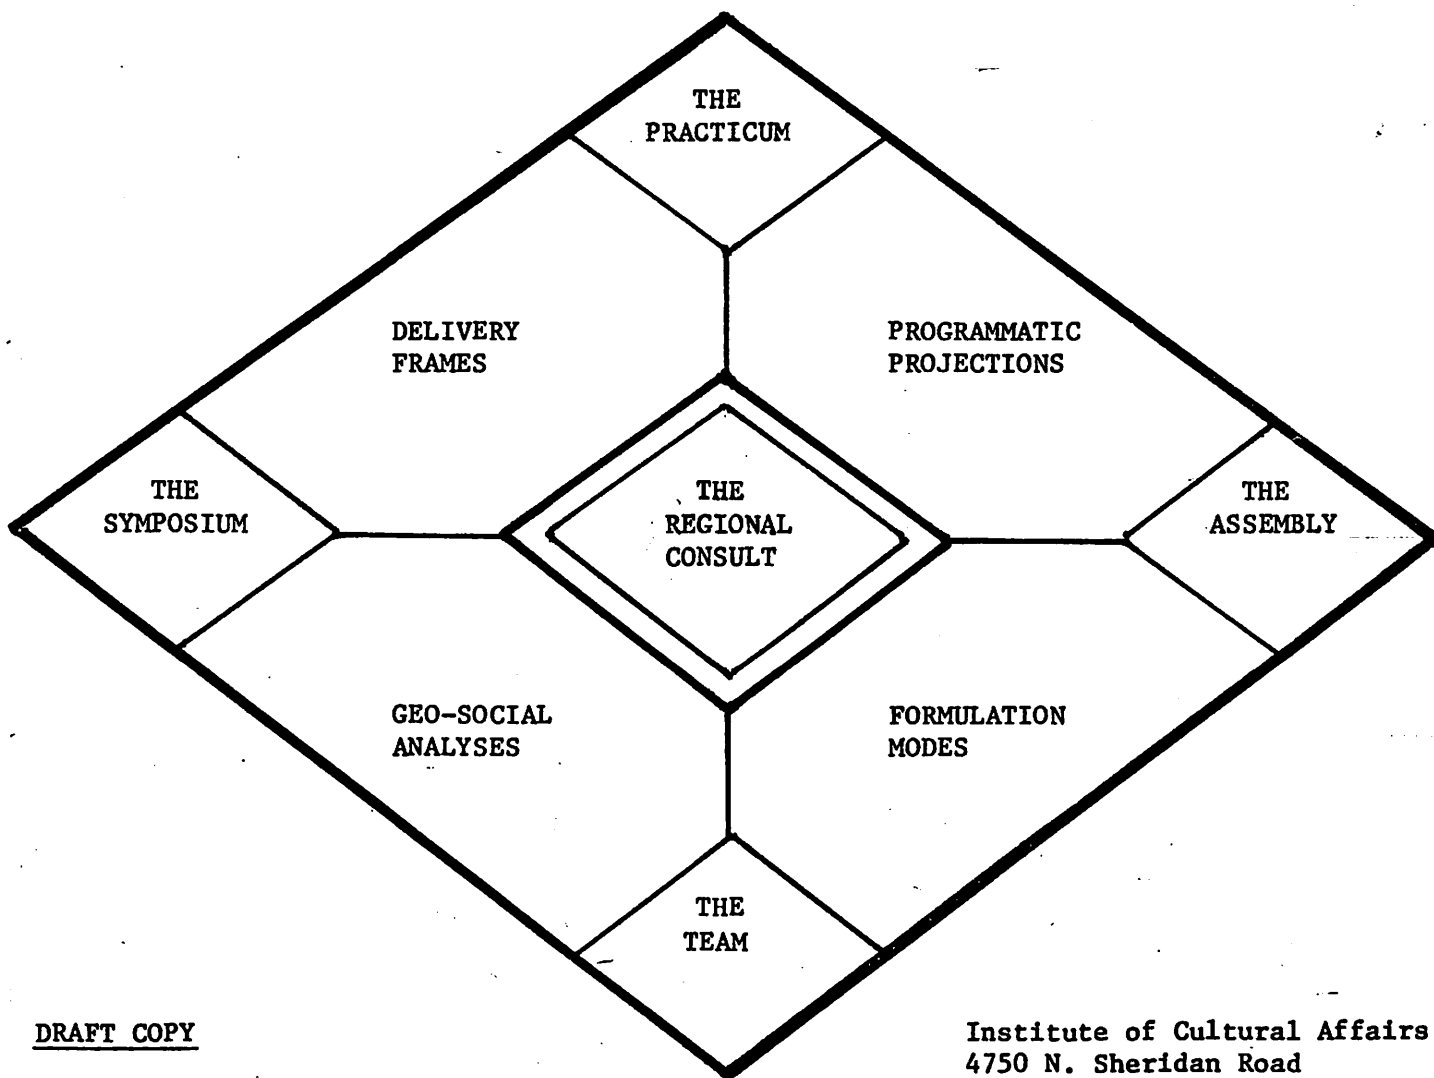 THE
PRACTICUM
DELIVERY
FRAMES
PROGRAMMATIC
PROJECTIONS
THE
SYMPOSIUM
THE
REGIONAL
CONSULT
THE
ASSEMBLY
GEO-SOCIAL
ANALYSES
FORMULATION
MODES
THE
TEAM
DRAFT COPY
Institute of Cultural Affairs
4750 N. Sheridan Road